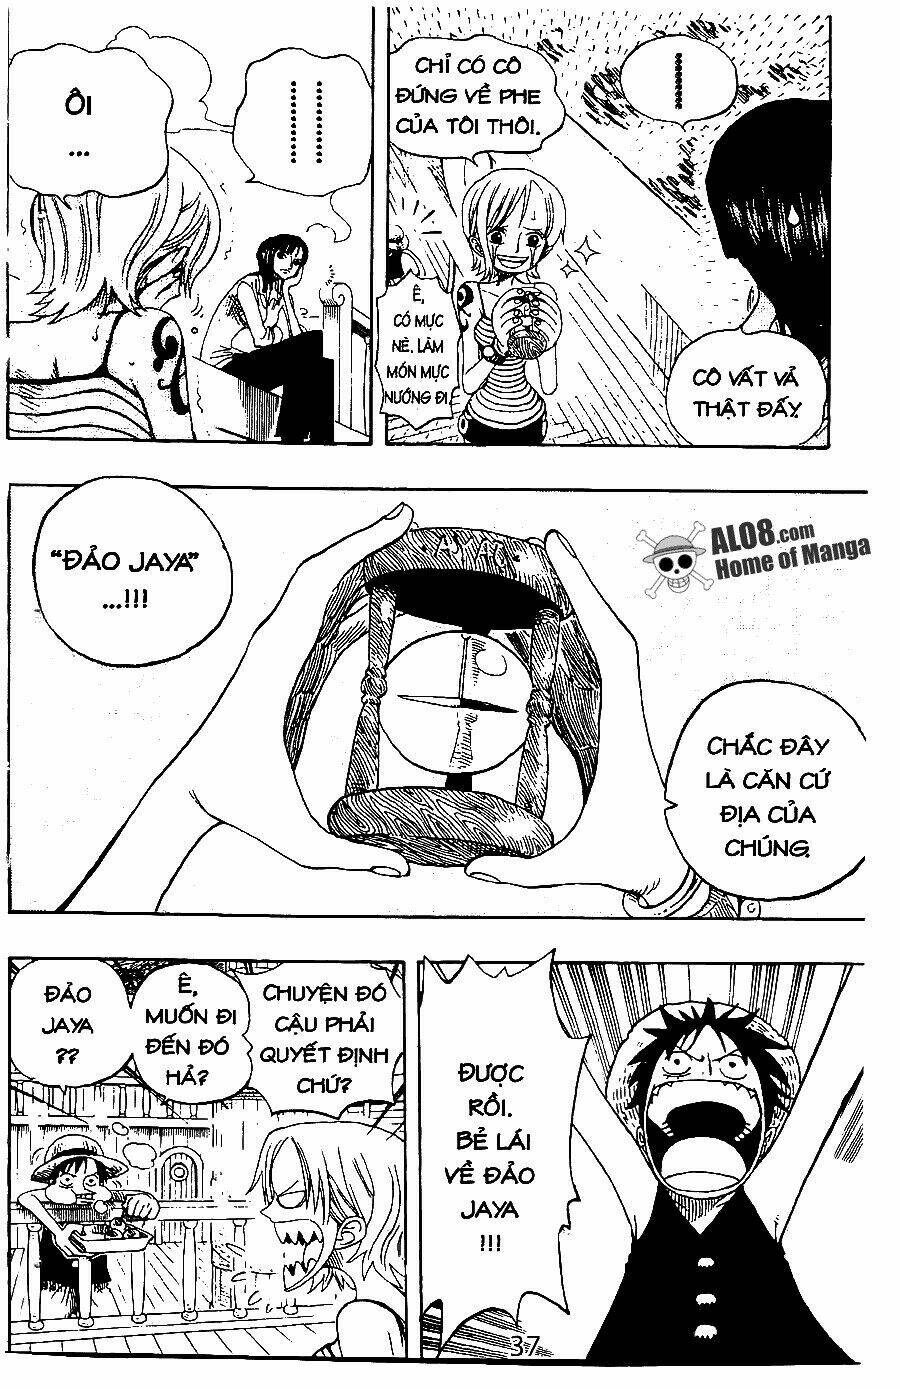 ..........
CHỈ CÓ CÔ
ĐỨNG VỀ PHE
CỦA TÔI THÔI.
Ê,
CÓ MỰC
NÈ. LÀM
MÓN MỰC
NƯỚNG ĐI.
CÔ VẤT VẢ
THẬT ĐẤY.
..........
..........
ÔI
...
"ĐẢO JAYA"
...!!!
JAYA
AL08.com
Home of Manga
CHẮC ĐÂY
LÀ CĂN CỨ
ĐỊA CỦA
CHÚNG.
ĐẢO
JAYA
??
Ê,
MUỐN ĐI
ĐẾN ĐÓ
HẢ?
CHUYỆN ĐÓ
CẬU PHẢI
QUYẾT ĐỊNH
CHỨ?
ĐƯỢC
RỒI.
BẺ LÁI
VỀ ĐẢO
JAYA
!!!
37